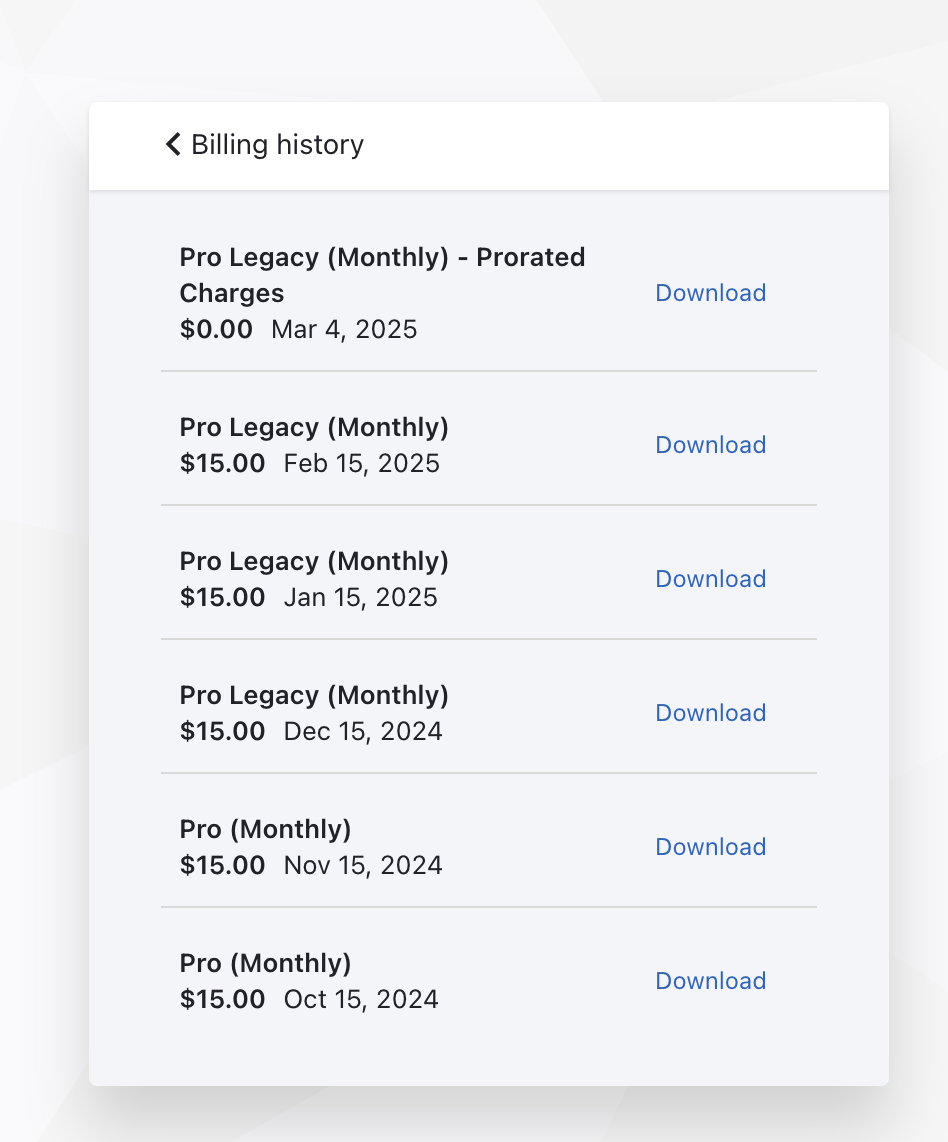 Billing history
Pro Legacy (Monthly) - Prorated
Charges
$0.00 Mar 4, 2025
Download
Pro Legacy (Monthly)
$15.00 Feb 15, 2025
Download
Pro Legacy (Monthly)
$15.00 Jan 15, 2025
Download
Pro Legacy (Monthly)
$15.00 Dec 15, 2024
Download
Pro (Monthly)
$15.00 Nov 15, 2024
Download
Pro (Monthly)
$15.00 Oct 15, 2024
Download